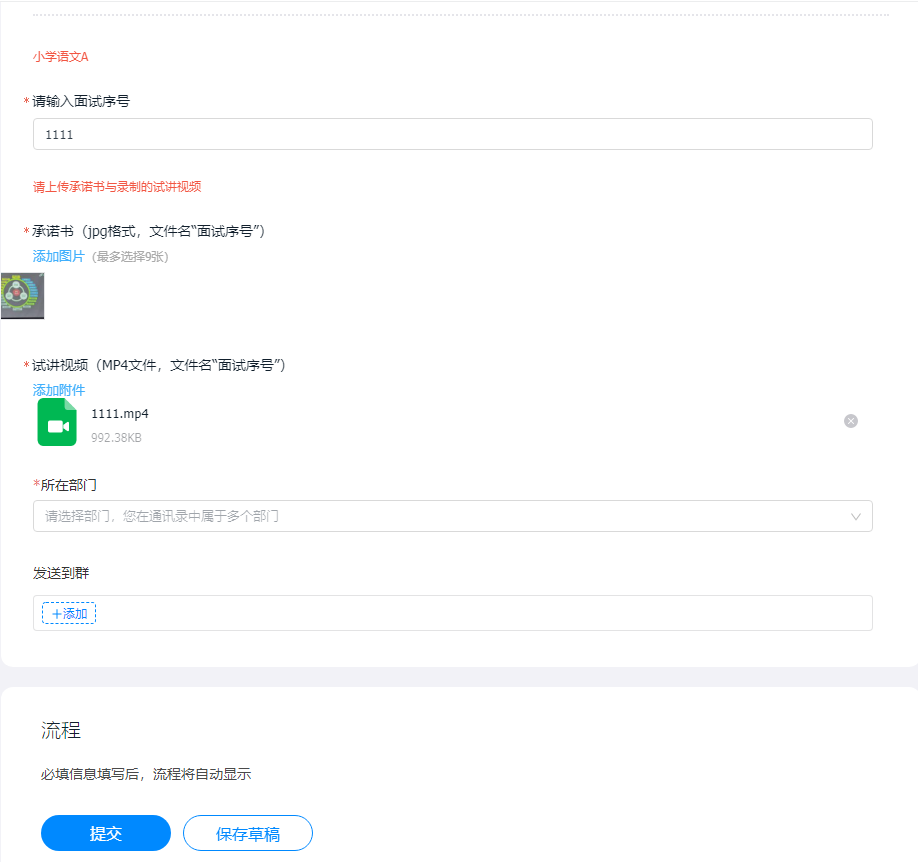 小学语文A
*请输入面试序号
1111
请上传承诺书与录制的试讲视频
*承诺书（jpg格式，文件名“面试序号”）
添加图片（最多选择9张）
*试讲视频（MP4文件，文件名“面试序号”）
添加附件
1111.mp4
992.38KB
*所在部门
请选择部门，您在通讯录中属于多个部门
发送到群
+添加
流程
必填信息填写后，流程将自动显示
提交 保存草稿